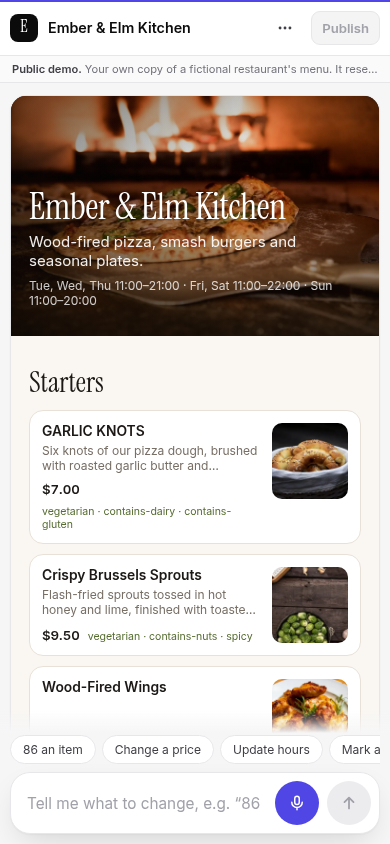 E
Ember & Elm Kitchen
Publish
Public demo. Your own copy of a fictional restaurant's menu. It rese...
Ember & Elm Kitchen
Wood-fired pizza, smash burgers and
seasonal plates.
Tue, Wed, Thu 11:00–21:00 · Fri, Sat 11:00–22:00 · Sun
11:00–20:00
Starters
GARLIC KNOTS
Six knots of our pizza dough, brushed
with roasted garlic butter and...
$7.00
vegetarian · contains-dairy · contains-
gluten
Crispy Brussels Sprouts
Flash-fried sprouts tossed in hot
honey and lime, finished with toaste...
$9.50 vegetarian · contains-nuts · spicy
Wood-Fired Wings
86 an item
Change a price
Update hours
Mark a
Tell me what to change, e.g. “86